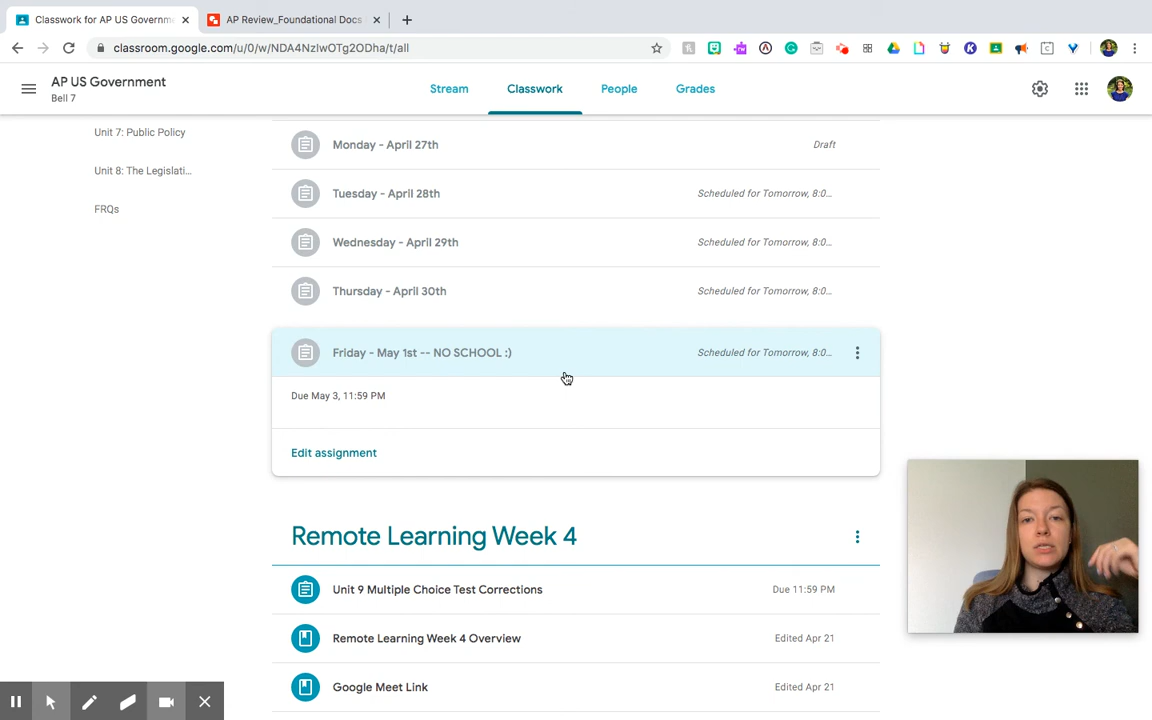 Classwork for AP US Governme
AP Review_Foundational Docs
classroom.google.com/u/0/w/NDA4NzIwOTg2ODha/t/all
AP US Government
Bell 7
Stream
Classwork
People
Grades
Unit 7: Public Policy
Unit 8: The Legislati...
FRQs
Monday - April 27th
Draft
Tuesday - April 28th
Scheduled for Tomorrow, 8:0...
Wednesday - April 29th
Scheduled for Tomorrow, 8:0...
Thursday - April 30th
Scheduled for Tomorrow, 8:0...
Friday - May 1st -- NO SCHOOL :)
Scheduled for Tomorrow, 8:0...
Due May 3, 11:59 PM
Edit assignment
Remote Learning Week 4
Unit 9 Multiple Choice Test Corrections
Due 11:59 PM
Remote Learning Week 4 Overview
Edited Apr 21
Google Meet Link
Edited Apr 21